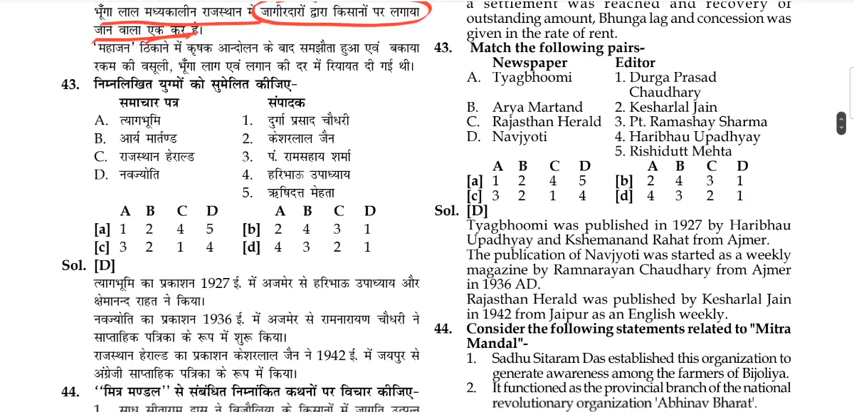 भूँगा लाल मध्यकालीन राजस्थान में जागीरदारों द्वारा किसानों पर लगाया
जाने वाला एक कर है।
'महाजन' ठिकाने में कृषक आन्दोलन के बाद समझौता हुआ एवं बकाया
रकम की वसूली, भूँगा लाग एवं लगान की दर में रियायत दी गई थी।
43. निम्नलिखित युग्मों को सुमेलित कीजिए-
समाचार पत्र संपादक
A. त्यागभूमि 1. दुर्गा प्रसाद चौधरी
B. आर्य मार्तण्ड 2. केशरलाल जैन
C. राजस्थान हेराल्ड 3. पं. रामसहाय शर्मा
D. नवज्योति 4. हरिभाऊ उपाध्याय
5. ऋषिदत्त मेहता
A B C D A B C D
[a] 1 2 4 5 [b] 2 4 3 1
[c] 3 2 1 4 [d] 4 3 2 1
Sol. [D]
त्यागभूमि का प्रकाशन 1927 ई. में अजमेर से हरिभाऊ उपाध्याय और
क्षेमानन्द राहत ने किया।
नवज्योति का प्रकाशन 1936 ई. में अजमेर से रामनारायण चौधरी ने
साप्ताहिक पत्रिका के रूप में शुरू किया।
राजस्थान हेराल्ड का प्रकाशन केशरलाल जैन ने 1942 ई. में जयपुर से
अंग्रेजी साप्ताहिक पत्रिका के रूप में किया।
44. ''मित्र मण्डल'' से संबंधित निम्नांकित कथनों पर विचार कीजिए-
1. साधु सीताराम दास ने बिजौलिया के किसानों में जागृति उत्पन्न
a settlement was reached and recovery of
outstanding amount, Bhunga lag and concession was
given in the rate of rent.
43. Match the following pairs-
Newspaper Editor
A. Tyagbhoomi 1. Durga Prasad
Chaudhary
B. Arya Martand 2. Kesharlal Jain
C. Rajasthan Herald 3. Pt. Ramashay Sharma
D. Navjyoti 4. Haribhau Upadhyay
5. Rishidutt Mehta
A B C D A B C D
[a] 1 2 4 5 [b] 2 4 3 1
[c] 3 2 1 4 [d] 4 3 2 1
Sol. [D]
Tyagbhoomi was published in 1927 by Haribhau
Upadhyay and Kshemanand Rahat from Ajmer.
The publication of Navjyoti was started as a weekly
magazine by Ramnarayan Chaudhary from Ajmer
in 1936 AD.
Rajasthan Herald was published by Kesharlal Jain
in 1942 from Jaipur as an English weekly.
44. Consider the following statements related to "Mitra
Mandal"-
1. Sadhu Sitaram Das established this organization to
generate awareness among the farmers of Bijoliya.
2. It functioned as the provincial branch of the national
revolutionary organization 'Abhinav Bharat'.